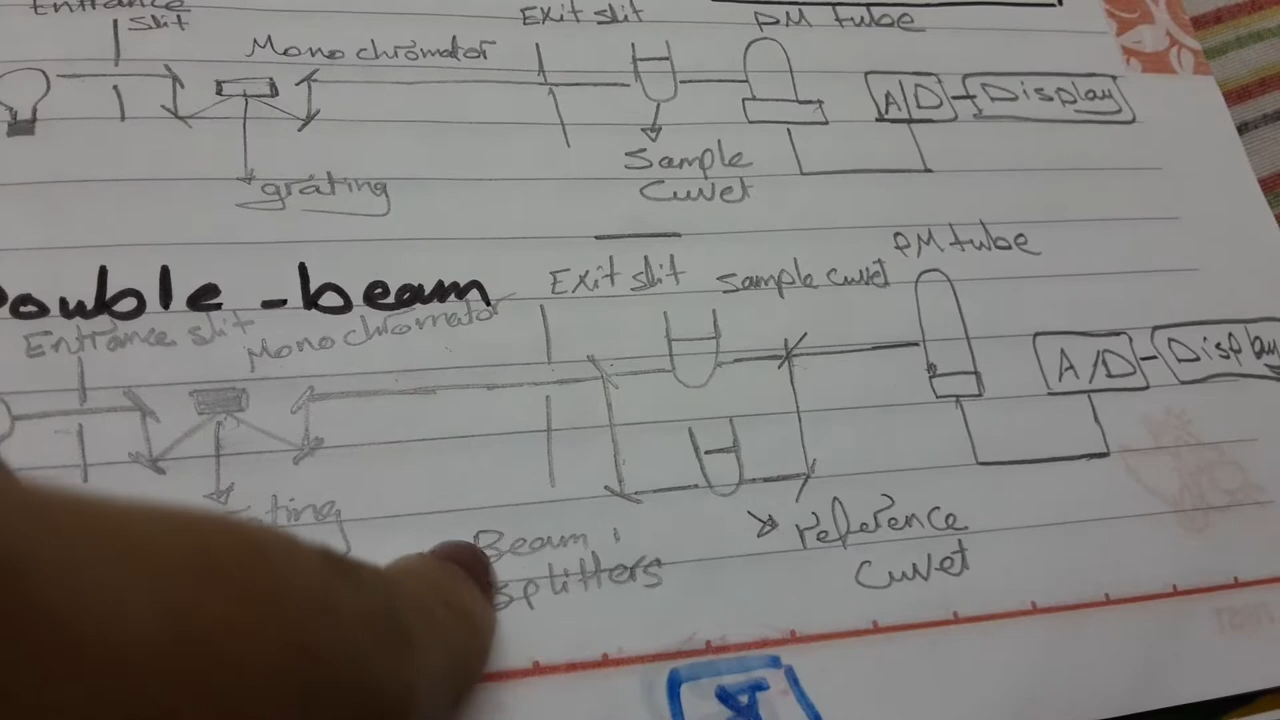 Entrance
slit
Exit slit
PM tube
Monochromator
A/D
Display
Sample
Cuvet
grating
PM tube
Double-beam
Exit slit
Sample cuvet
Entrance slit
Monochromator
A/D
Display
Beam
splitters
reference
Cuvet